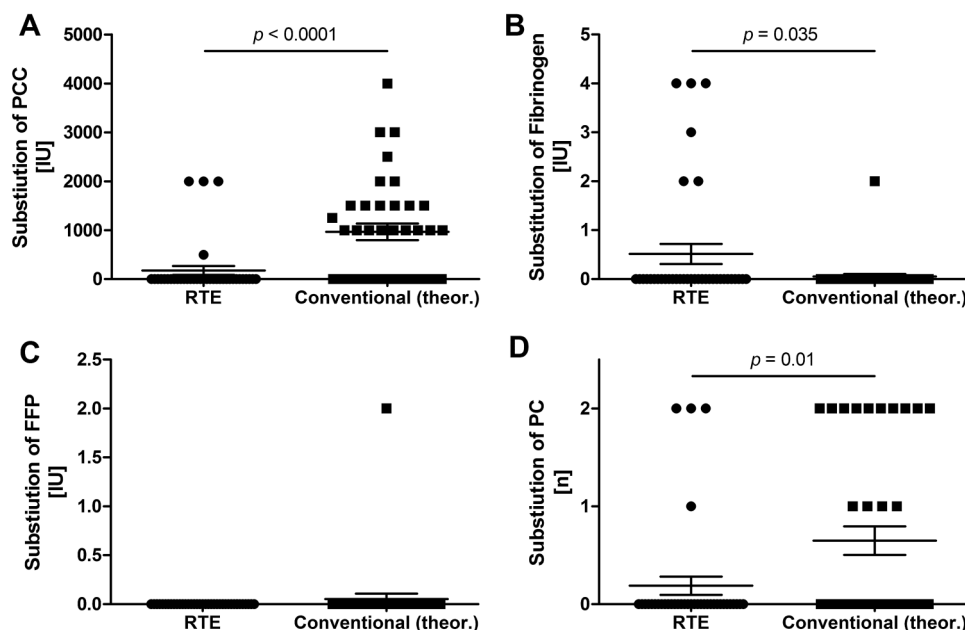 A
p < 0.0001
Substiution of PCC
[IU]
5000
4000
3000
2000
1000
0
RTE
Conventional (theor.)
B
p = 0.035
Substitution of Fibrinogen
[IU]
5
4
3
2
1
0
RTE
Conventional (theor.)
C
Substiution of FFP
[IU]
2.5
2.0
1.5
1.0
0.5
0.0
RTE
Conventional (theor.)
D
p = 0.01
Substiution of PC
[n]
2
1
0
RTE
Conventional (theor.)